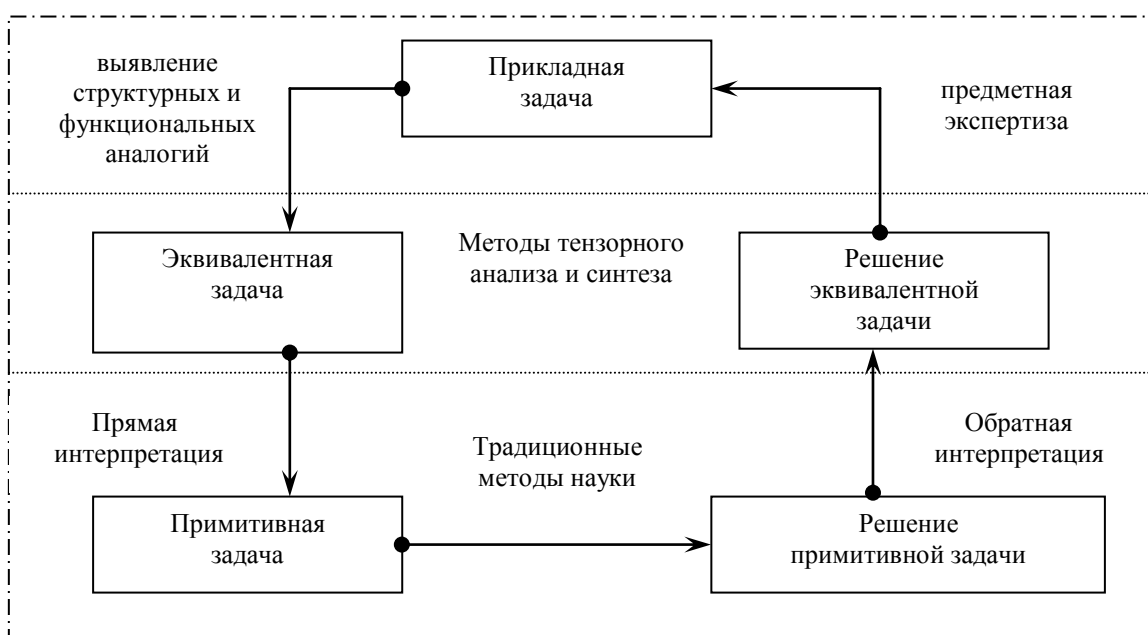 выявление
структурных и
функциональных
аналогий
Прикладная
задача
предметная
экспертиза
Эквивалентная
задача
Методы тензорного
анализа и синтеза
Решение
эквивалентной
задачи
Прямая
интерпретация
Традиционные
методы науки
Обратная
интерпретация
Примитивная
задача
Решение
примитивной задачи